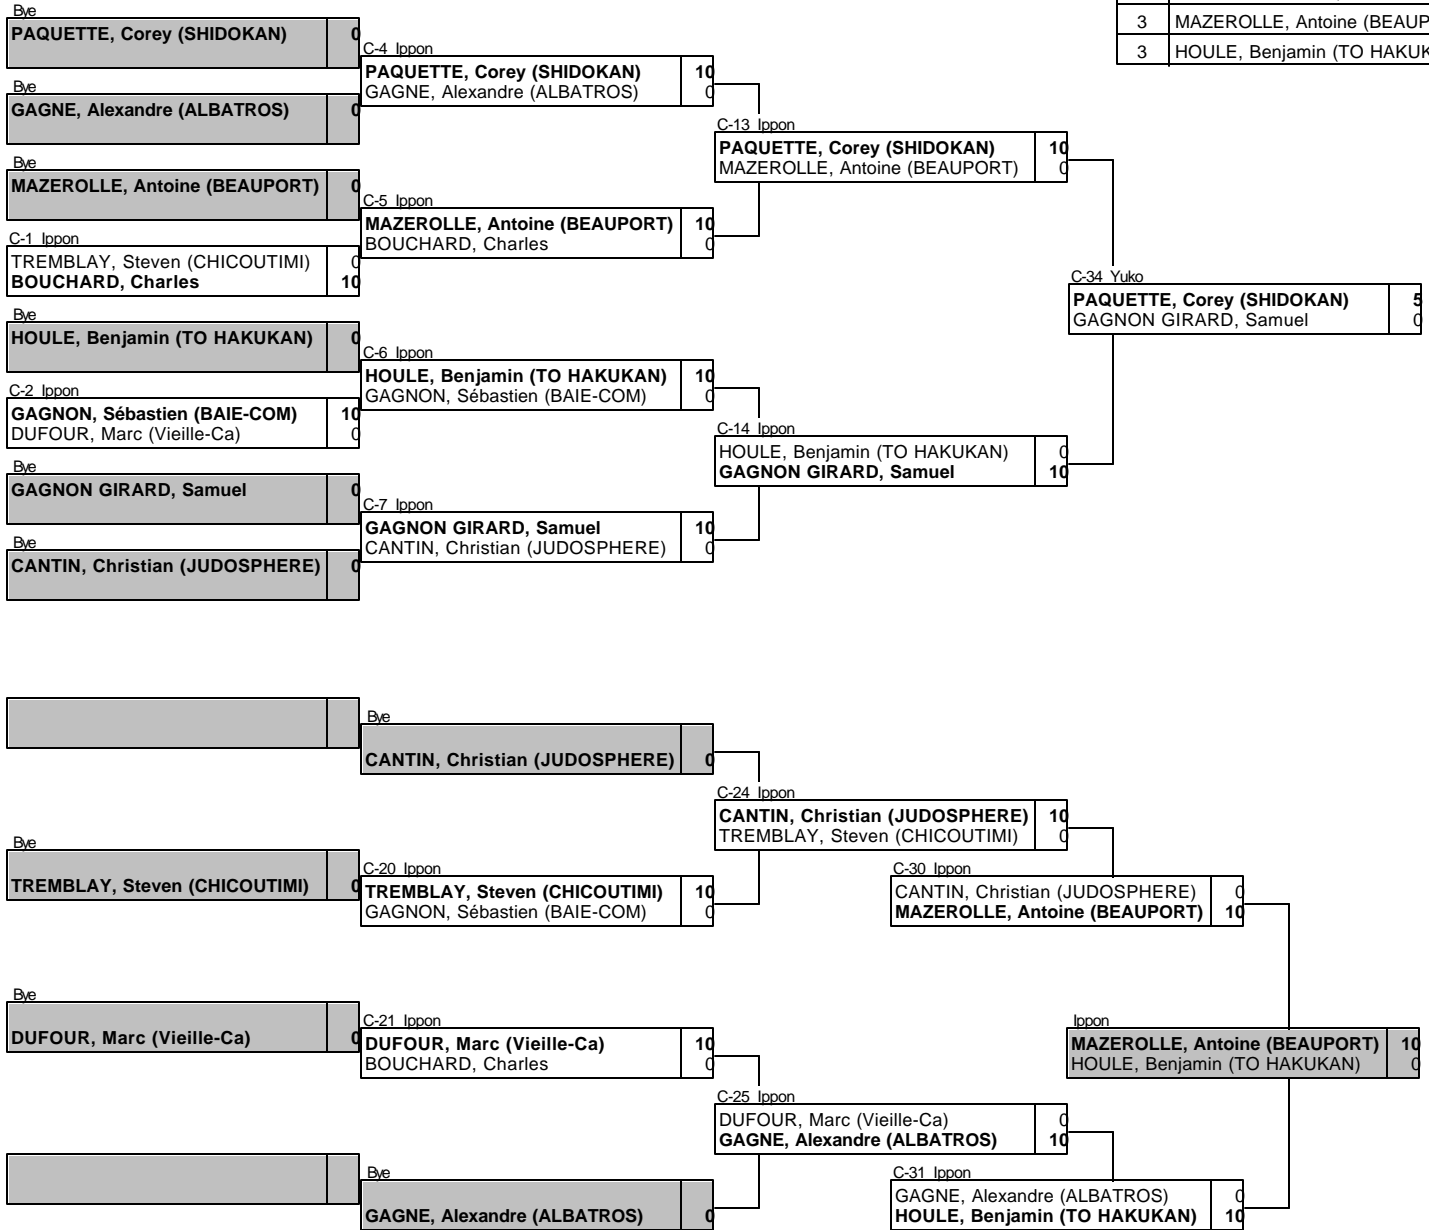 Bye
PAQUETTE, Corey (SHIDOKAN) 0
Bye
GAGNE, Alexandre (ALBATROS) 0
Bye
MAZEROLLE, Antoine (BEAUPORT) 0
C-1 Ippon
TREMBLAY, Steven (CHICOUTIMI) 0
BOUCHARD, Charles 10
Bye
HOULE, Benjamin (TO HAKUKAN) 0
C-2 Ippon
GAGNON, Sébastien (BAIE-COM) 10
DUFOUR, Marc (Vieille-Ca) 0
Bye
GAGNON GIRARD, Samuel 0
Bye
CANTIN, Christian (JUDOSPHERE) 0
C-4 Ippon
PAQUETTE, Corey (SHIDOKAN) 10
GAGNE, Alexandre (ALBATROS) 0
C-5 Ippon
MAZEROLLE, Antoine (BEAUPORT) 10
BOUCHARD, Charles 0
C-6 Ippon
HOULE, Benjamin (TO HAKUKAN) 10
GAGNON, Sébastien (BAIE-COM) 0
C-7 Ippon
GAGNON GIRARD, Samuel 10
CANTIN, Christian (JUDOSPHERE) 0
C-13 Ippon
PAQUETTE, Corey (SHIDOKAN) 10
MAZEROLLE, Antoine (BEAUPORT) 0
C-14 Ippon
HOULE, Benjamin (TO HAKUKAN) 0
GAGNON GIRARD, Samuel 10
C-34 Yuko
PAQUETTE, Corey (SHIDOKAN) 5
GAGNON GIRARD, Samuel 0
3 MAZEROLLE, Antoine (BEAUP
3 HOULE, Benjamin (TO HAKUK
Bye
TREMBLAY, Steven (CHICOUTIMI) 0
Bye
DUFOUR, Marc (Vieille-Ca) 0
Bye
CANTIN, Christian (JUDOSPHERE) 0
C-20 Ippon
TREMBLAY, Steven (CHICOUTIMI) 10
GAGNON, Sébastien (BAIE-COM) 0
C-21 Ippon
DUFOUR, Marc (Vieille-Ca) 10
BOUCHARD, Charles 0
Bye
GAGNE, Alexandre (ALBATROS) 0
C-24 Ippon
CANTIN, Christian (JUDOSPHERE) 10
TREMBLAY, Steven (CHICOUTIMI) 0
C-25 Ippon
DUFOUR, Marc (Vieille-Ca) 0
GAGNE, Alexandre (ALBATROS) 10
C-30 Ippon
CANTIN, Christian (JUDOSPHERE) 0
MAZEROLLE, Antoine (BEAUPORT) 10
C-31 Ippon
GAGNE, Alexandre (ALBATROS) 0
HOULE, Benjamin (TO HAKUKAN) 10
Ippon
MAZEROLLE, Antoine (BEAUPORT) 10
HOULE, Benjamin (TO HAKUKAN) 0